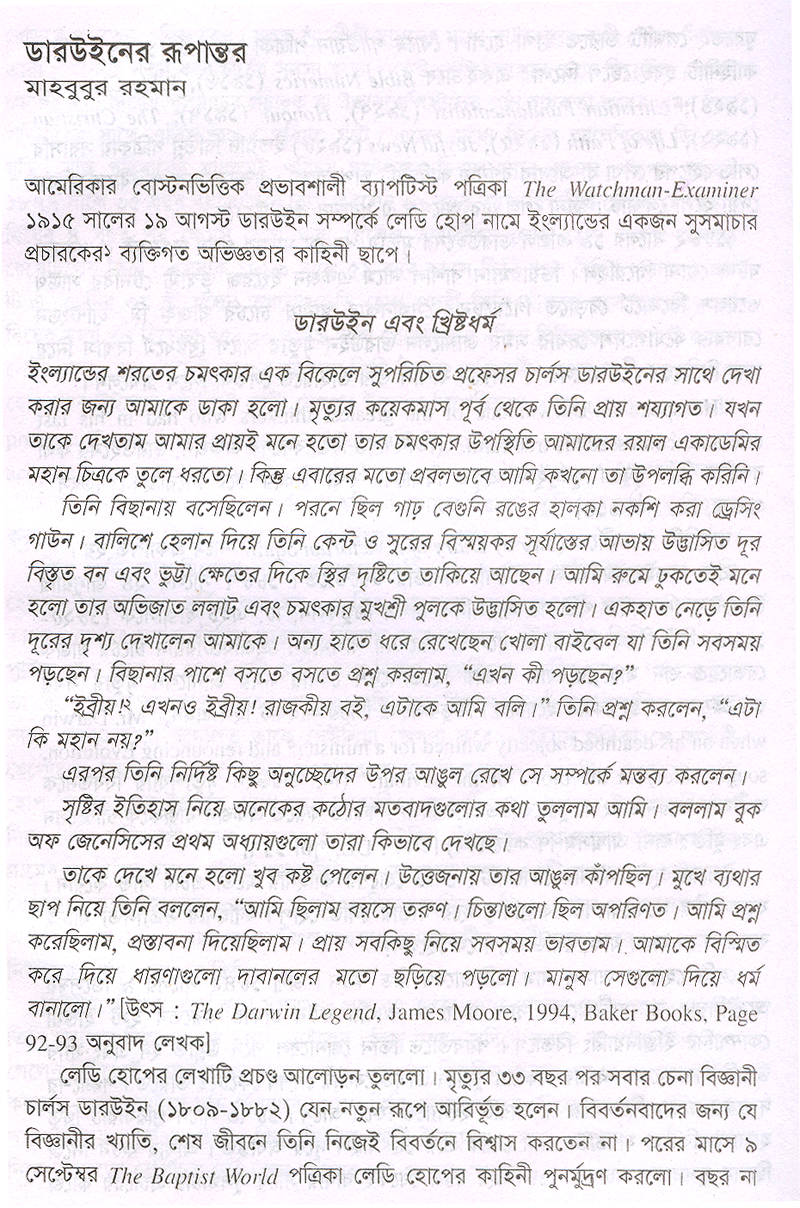 ডারউইনের রূপান্তর
মাহবুবুর রহমান
আমেরিকার বোস্টনভিত্তিক প্রভাবশালী ব্যাপটিস্ট পত্রিকা The Watchman-Examiner
১৯১৫ সালের ১৯ আগস্ট ডারউইন সম্পর্কে লেডি হোপ নামে ইংল্যান্ডের একজন সুসমাচার
প্রচারকের১ ব্যক্তিগত অভিজ্ঞতার কাহিনী ছাপে।
ডারউইন এবং খ্রিষ্টধর্ম
ইংল্যান্ডের শরতের চমৎকার এক বিকেলে সুপরিচিত প্রফেসর চার্লস ডারউইনের সাথে দেখা
করার জন্য আমাকে ডাকা হলো। মৃত্যুর কয়েকমাস পূর্ব থেকে তিনি প্রায় শয্যাগত। যখন
তাকে দেখতাম আমার প্রায়ই মনে হতো তার চমৎকার উপস্থিতি আমাদের রয়াল একাডেমির
মহান চিত্রকে তুলে ধরতো। কিন্তু এবারের মতো প্রবলভাবে আমি কখনো তা উপলব্ধি করিনি।
তিনি বিছানায় বসেছিলেন। পরনে ছিল গাঢ় বেগুনি রঙের হালকা নকশি করা ড্রেসিং
গাউন। বালিশে হেলান দিয়ে তিনি কেন্ট ও সুরের বিস্ময়কর সূর্যাস্তের আভায় উদ্ভাসিত দূর
বিস্তৃত বন এবং ভুট্টা ক্ষেতের দিকে স্থির দৃষ্টিতে তাকিয়ে আছেন। আমি রুমে ঢুকতেই মনে
হলো তার অভিজাত ললাট এবং চমৎকার মুখশ্রী পুলকে উদ্ভাসিত হলো। একহাত নেড়ে তিনি
দূরের দৃশ্য দেখালেন আমাকে। অন্য হাতে ধরে রেখেছেন খোলা বাইবেল যা তিনি সবসময়
পড়ছেন। বিছানার পাশে বসতে বসতে প্রশ্ন করলাম, “এখন কী পড়ছেন?”
“ইব্রীয়!২ এখনও ইব্রীয়! রাজকীয় বই, এটাকে আমি বলি।” তিনি প্রশ্ন করলেন, “এটা
কি মহান নয়?”
এরপর তিনি নির্দিষ্ট কিছু অনুচ্ছেদের উপর আঙুল রেখে সে সম্পর্কে মন্তব্য করলেন।
সৃষ্টির ইতিহাস নিয়ে অনেকের কঠোর মতবাদগুলোর কথা তুললাম আমি। বললাম বুক
অফ জেনেসিসের প্রথম অধ্যায়গুলো তারা কিভাবে দেখছে।
তাকে দেখে মনে হলো খুব কষ্ট পেলেন। উত্তেজনায় তার আঙুল কাঁপছিল। মুখে ব্যথার
ছাপ নিয়ে তিনি বললেন, “আমি ছিলাম বয়সে তরুণ। চিন্তাগুলো ছিল অপরিণত। আমি প্রশ্ন
করেছিলাম, প্রস্তাবনা দিয়েছিলাম। প্রায় সবকিছু নিয়ে সবসময় ভাবতাম। আমাকে বিস্মিত
করে দিয়ে ধারণাগুলো দাবানলের মতো ছড়িয়ে পড়লো। মানুষ সেগুলো দিয়ে ধর্ম
বানালো।” [উৎস : The Darwin Legend, James Moore, 1994, Baker Books, Page
92-93 অনুবাদ লেখক]
লেডি হোপের লেখাটি প্রচণ্ড আলোড়ন তুললো। মৃত্যুর ৩৩ বছর পর সবার চেনা বিজ্ঞানী
চার্লস ডারউইন (১৮০৯-১৮৮২) যেন নতুন রূপে আবির্ভূত হলেন। বিবর্তনবাদের জন্য যে
বিজ্ঞানীর খ্যাতি, শেষ জীবনে তিনি নিজেই বিবর্তনে বিশ্বাস করতেন না। পরের মাসে ৯
সেপ্টেম্বর The Baptist World পত্রিকা লেডি হোপের কাহিনী পুনর্মুদ্রণ করলো। বছর না